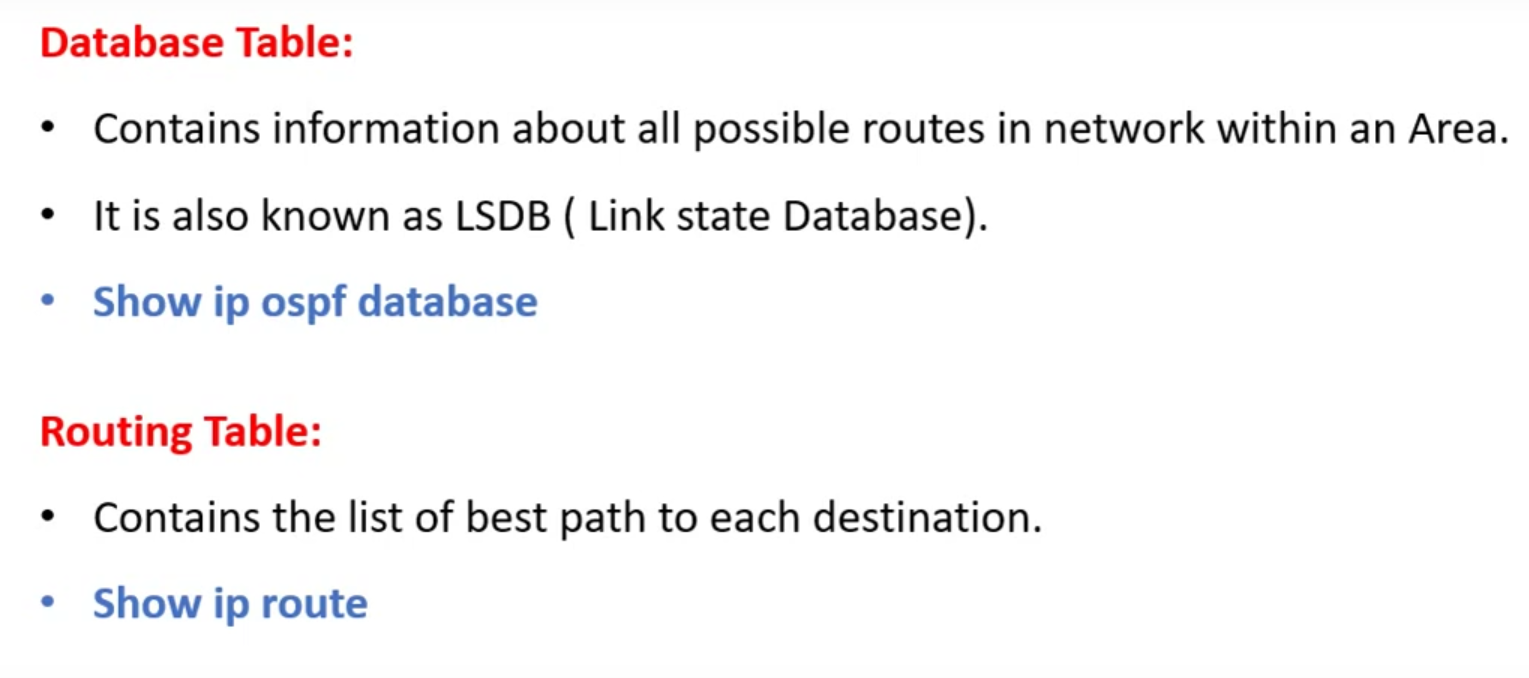 Database Table:
• Contains information about all possible routes in network within an Area.
• It is also known as LSDB ( Link state Database).
• Show ip ospf database
Routing Table:
• Contains the list of best path to each destination.
• Show ip route